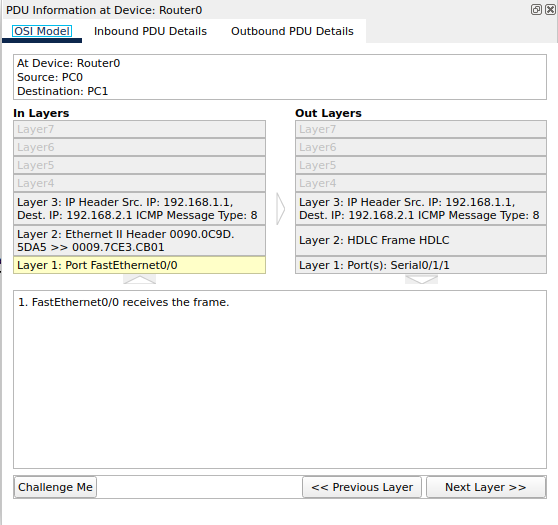 PDU Information at Device: Router0
OSI Model
Inbound PDU Details
Outbound PDU Details
At Device: Router0
Source: PC0
Destination: PC1
In Layers
Layer7
Layer6
Layer5
Layer4
Layer 3: IP Header Src. IP: 192.168.1.1,
Dest. IP: 192.168.2.1 ICMP Message Type: 8
Layer 2: Ethernet II Header 0090.0C9D.
5DA5 >> 0009.7CE3.CB01
Layer 1: Port FastEthernet0/0
Out Layers
Layer7
Layer6
Layer5
Layer4
Layer 3: IP Header Src. IP: 192.168.1.1,
Dest. IP: 192.168.2.1 ICMP Message Type: 8
Layer 2: HDLC Frame HDLC
Layer 1: Port(s): Serial0/1/1
1. FastEthernet0/0 receives the frame.
Challenge Me
<< Previous Layer
Next Layer >>